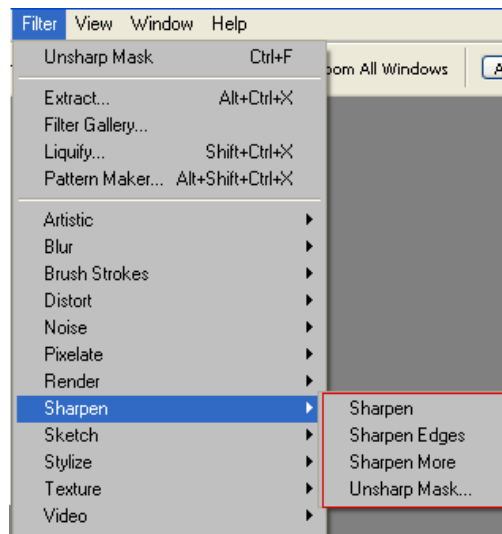 Filter View Window Help
Unsharp Mask Ctrl+F
oom All Windows
Extract... Alt+Ctrl+X
Filter Gallery...
Liquify... Shift+Ctrl+X
Pattern Maker... Alt+Shift+Ctrl+X
Artistic
Blur
Brush Strokes
Distort
Noise
Pixelate
Render
Sharpen
Sketch
Stylize
Texture
Video
Sharpen
Sharpen Edges
Sharpen More
Unsharp Mask...